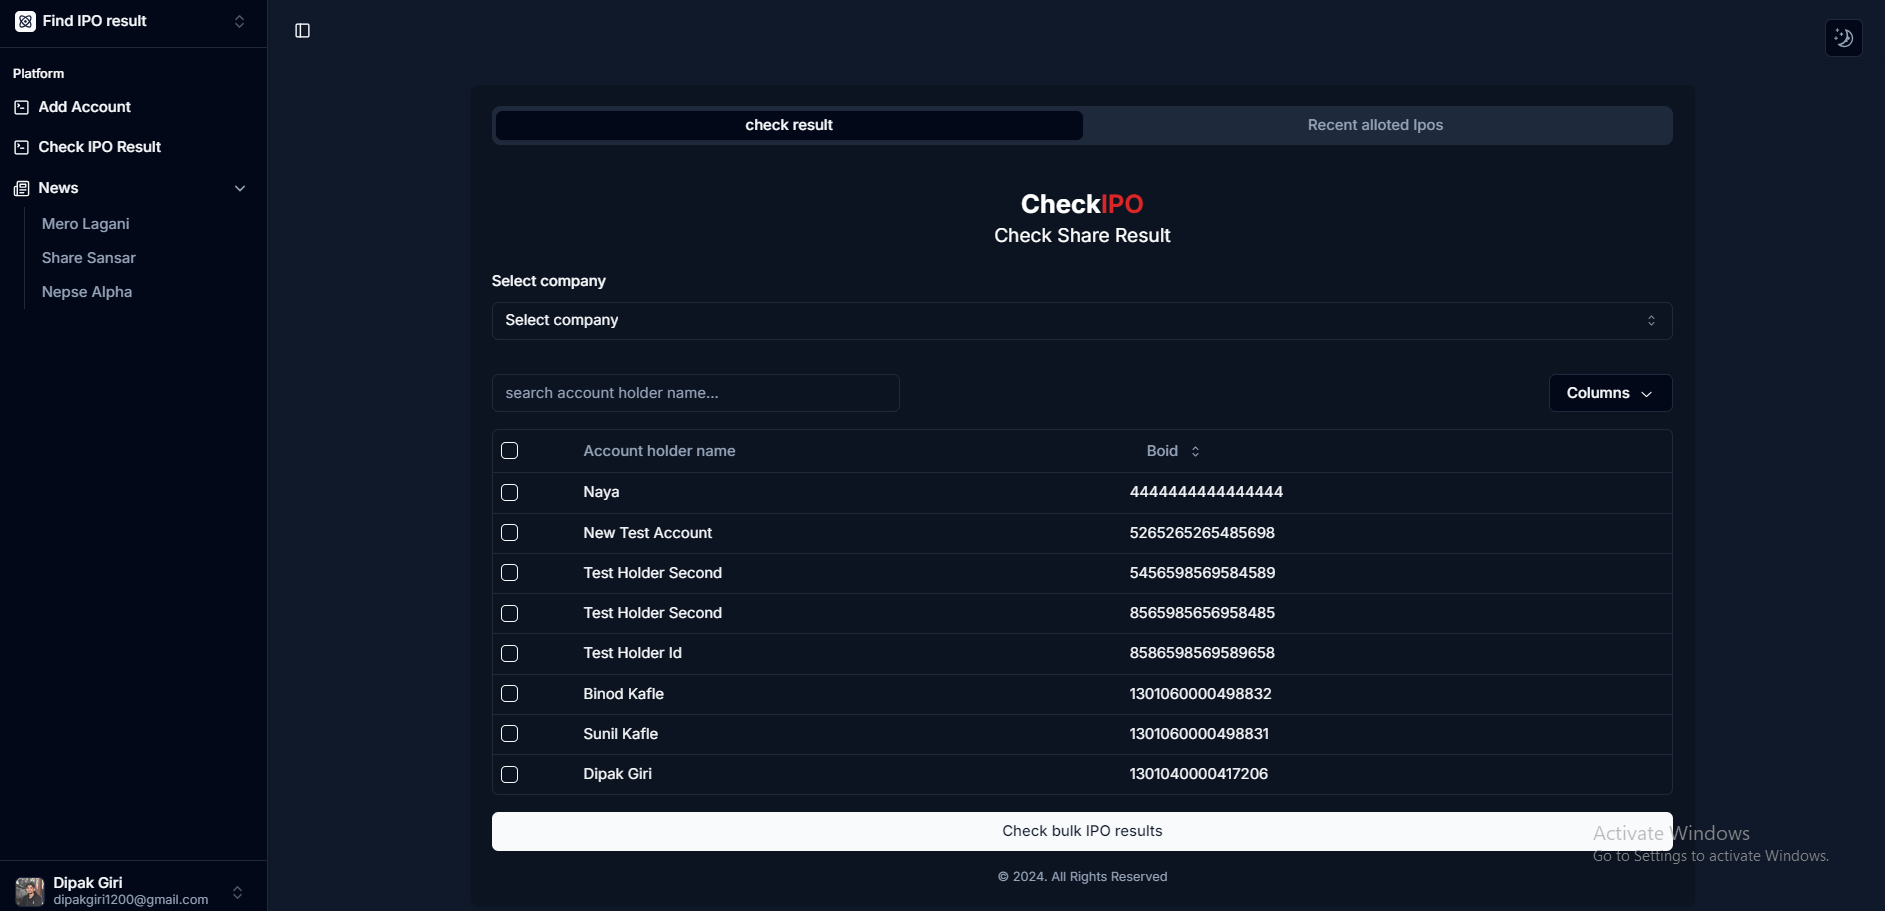 Find IPO result
Platform
Add Account
Check IPO Result
News
Mero Lagani
Share Sansar
Nepse Alpha
Dipak Giri
dipakgiri1200@gmail.com
check result
Recent alloted Ipos
CheckIPO
Check Share Result
Select company
Select company
search account holder name...
Columns
Account holder name Boid
Naya 4444444444444444
New Test Account 5265265265485698
Test Holder Second 5456598569584589
Test Holder Second 8565985656958485
Test Holder Id 8586598569589658
Binod Kafle 1301060000498832
Sunil Kafle 1301060000498831
Dipak Giri 1301040000417206
Check bulk IPO results
© 2024. All Rights Reserved
Activate Windows
Go to Settings to activate Windows.